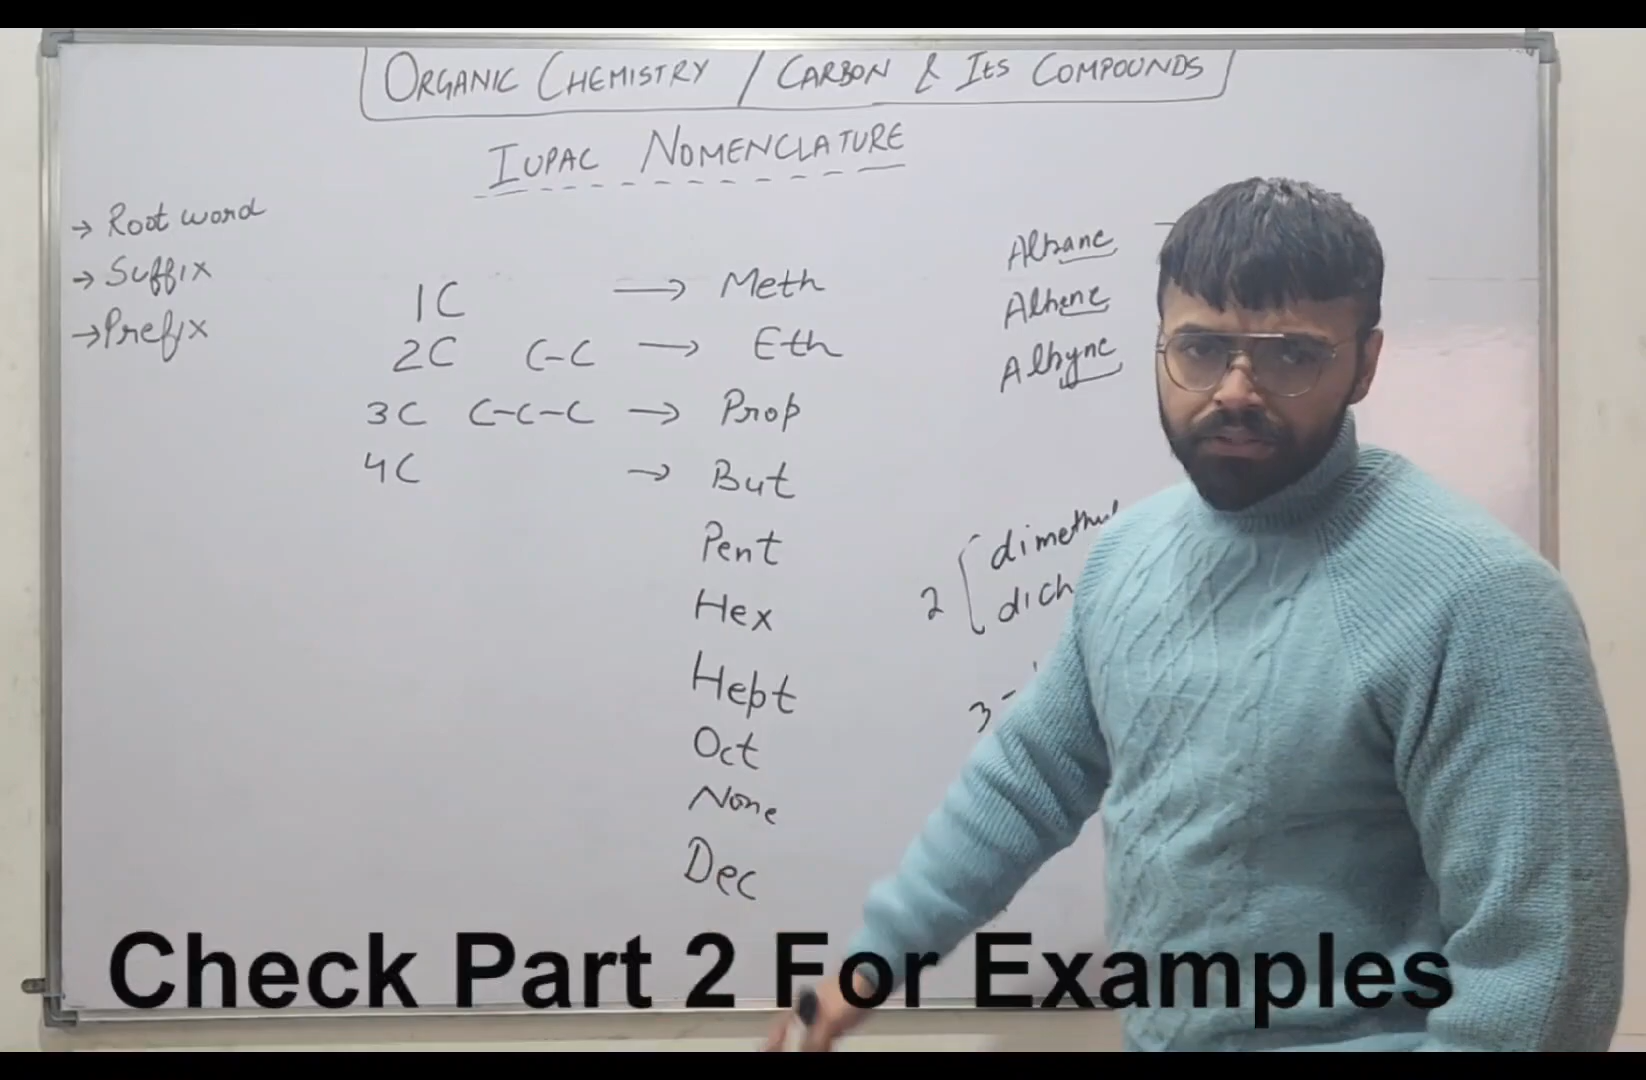 ORGANIC CHEMISTRY / CARBON & ItS COMPOUNDS
IUPAC NOMENCLATURE
→ Root word
→ Suffix
→ Prefix
1C → Meth
2C C-C → Eth
3C C-C-C → Prop
4C → But
Pent
Hex
Hept
Oct
None
Dec
Alkane
Alkene
Alkyne
2
3-
Check Part 2 For Examples